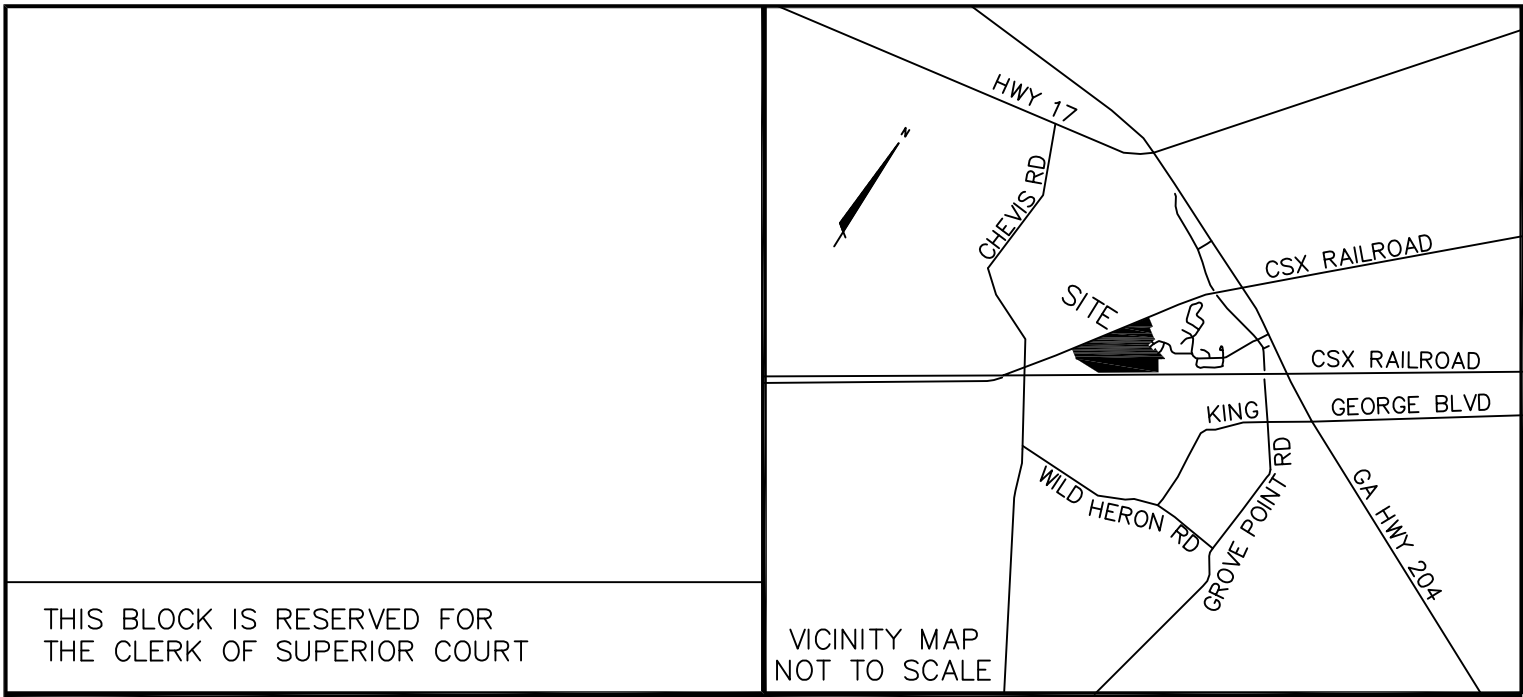 THIS BLOCK IS RESERVED FOR
THE CLERK OF SUPERIOR COURT
HWY 17
N
CHEVIS RD
CSX RAILROAD
SITE
CSX RAILROAD
KING GEORGE BLVD
WILD HERON RD
GROVE POINT RD
GA HWY 204
VICINITY MAP
NOT TO SCALE